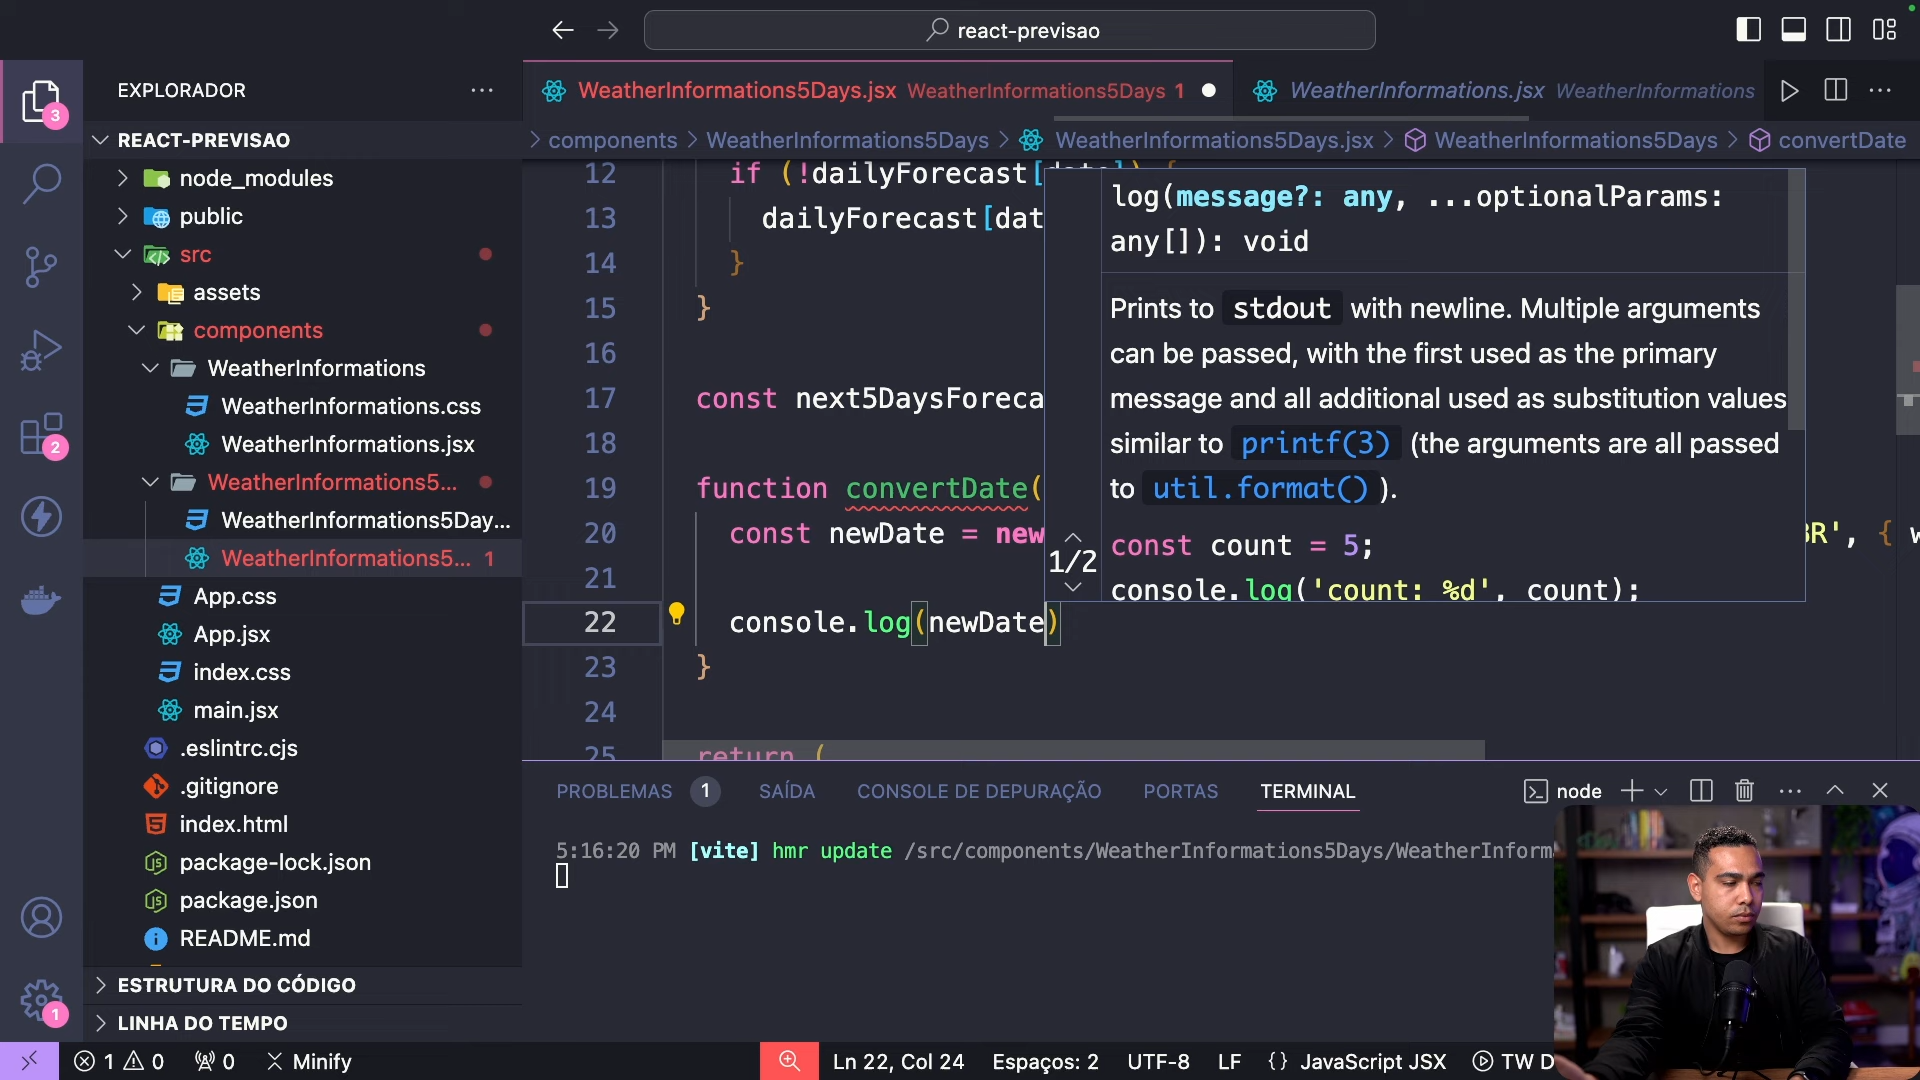 react-previsao
EXPLORADOR
REACT-PREVISAO
node_modules
public
src
assets
components
WeatherInformations
WeatherInformations.css
WeatherInformations.jsx
WeatherInformations5...
WeatherInformations5Day...
WeatherInformations5... 1
App.css
App.jsx
index.css
main.jsx
.eslintrc.cjs
.gitignore
index.html
package-lock.json
package.json
README.md
ESTRUTURA DO CÓDIGO
LINHA DO TEMPO
3
2
1
WeatherInformations5Days.jsx WeatherInformations5Days 1
WeatherInformations.jsx WeatherInformations
components WeatherInformations5Days WeatherInformations5Days.jsx WeatherInformations5Days convertDate
12 if (!dailyForecast[date]) {
13 dailyForecast[dat
14 }
15 }
16
17 const next5DaysForeca
18
19 function convertDate(
20 const newDate = new
BR', { w
21
22 console.log(newDate)
23 }
24
25 return (
log(message?: any, ...optionalParams:
any[]): void
Prints to stdout with newline. Multiple arguments
can be passed, with the first used as the primary
message and all additional used as substitution values
similar to printf(3) (the arguments are all passed
to util.format() ).
1/2
const count = 5;
console.log('count: %d', count);
PROBLEMAS 1 SAÍDA CONSOLE DE DEPURAÇÃO PORTAS TERMINAL node
5:16:20 PM [vite] hmr update /src/components/WeatherInformations5Days/WeatherInform
1 0 0 Minify Ln 22, Col 24 Espaços: 2 UTF-8 LF {} JavaScript JSX TW D